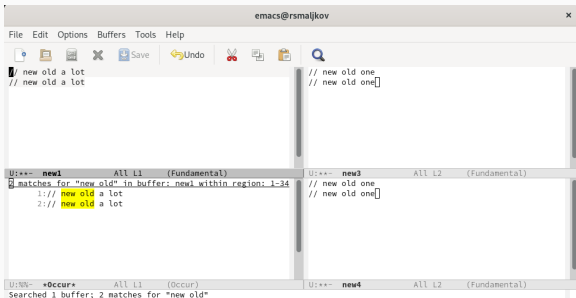 emacs@rsmaljkov
File Edit Options Buffers Tools Help
Save Undo
// new old a lot
// new old a lot
U:**- new1 All L1 (Fundamental)
2 matches for "new old" in buffer: new1 within region: 1-34
1:// new old a lot
2:// new old a lot
U:%%- *Occur* All L1 (Occur)
// new old one
// new old one
U:**- new3 All L2 (Fundamental)
// new old one
// new old one
U:**- new4 All L2 (Fundamental)
Searched 1 buffer; 2 matches for "new old"